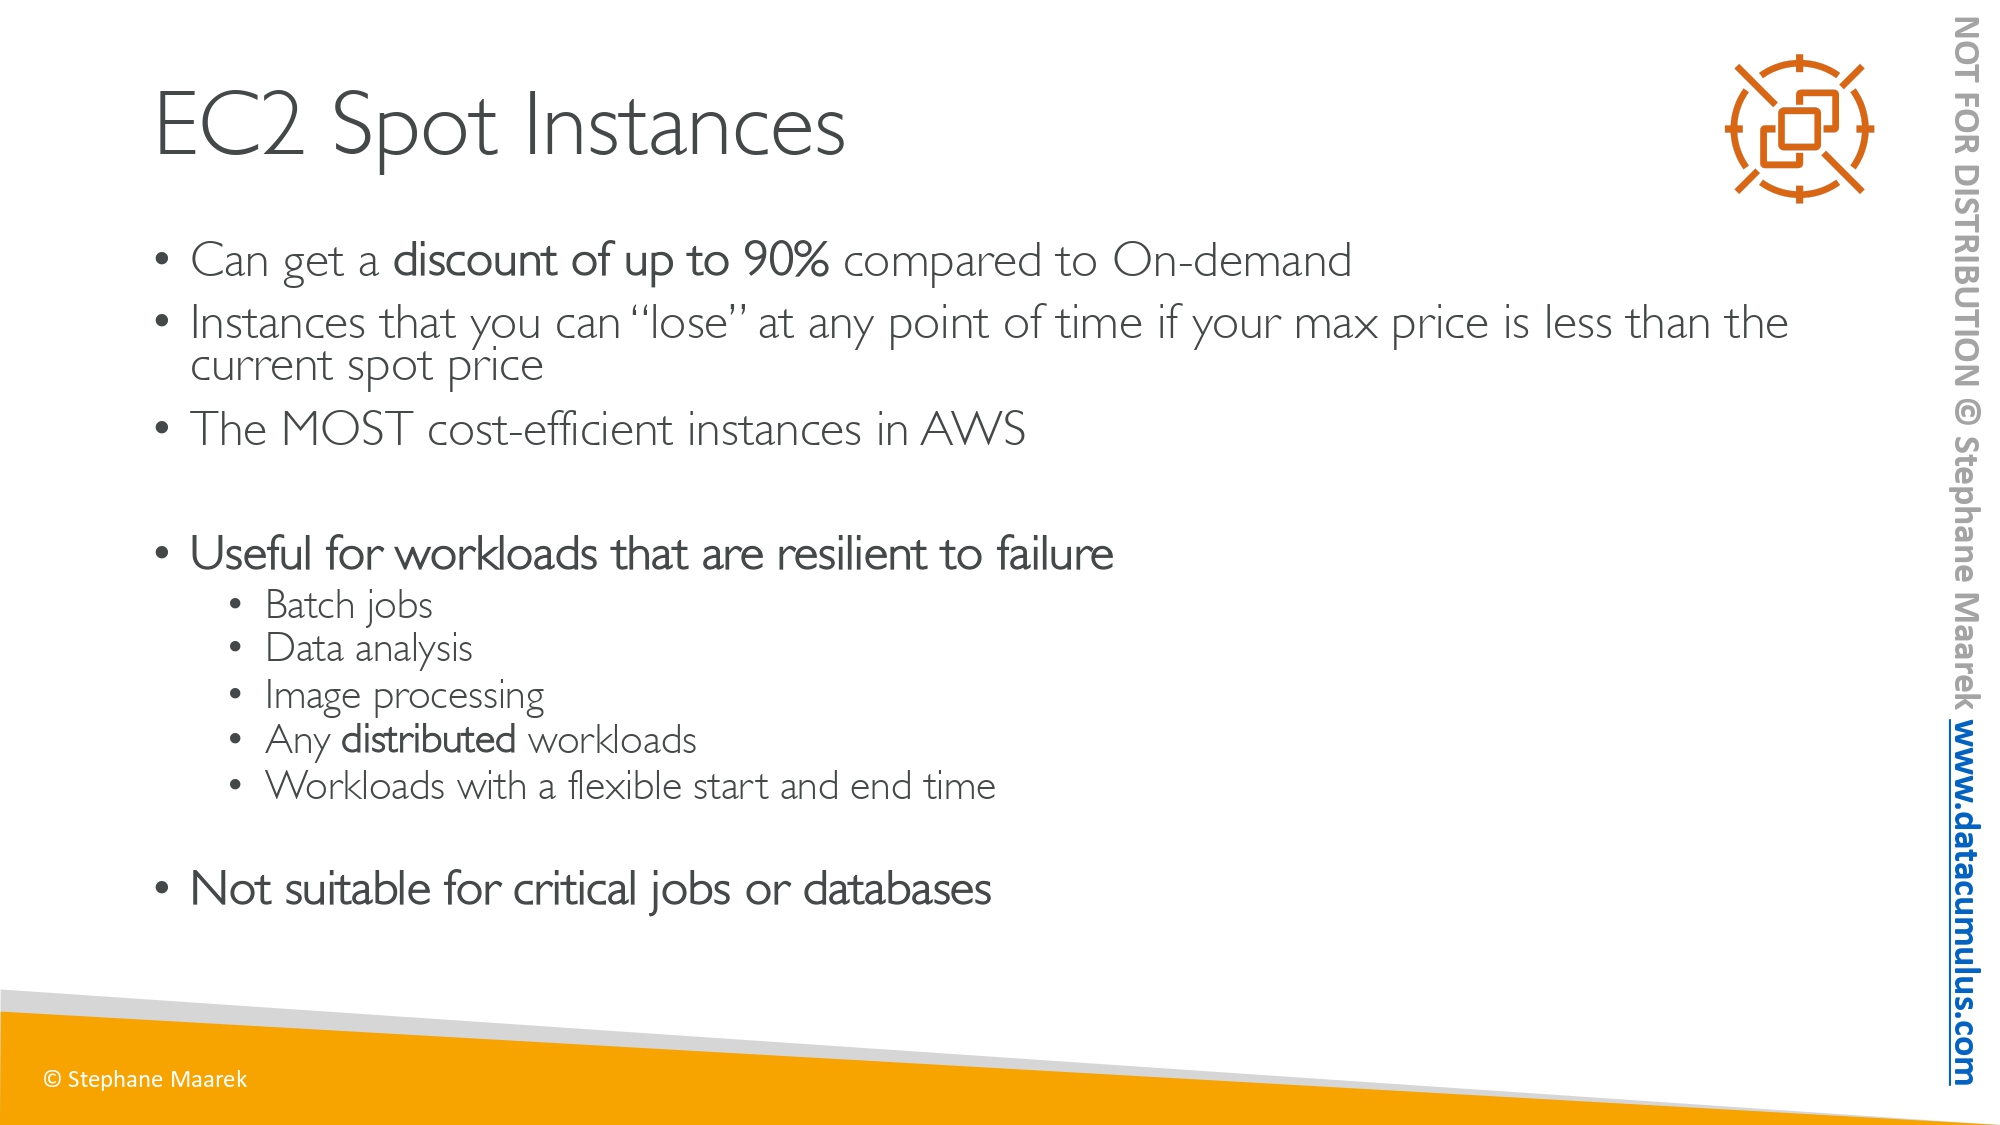 EC2 Spot Instances
• Can get a discount of up to 90% compared to On-demand
• Instances that you can “lose” at any point of time if your max price is less than the
current spot price
• The MOST cost-efficient instances in AWS
• Useful for workloads that are resilient to failure
• Batch jobs
• Data analysis
• Image processing
• Any distributed workloads
• Workloads with a flexible start and end time
• Not suitable for critical jobs or databases
© Stephane Maarek
NOT FOR DISTRIBUTION © Stephane Maarek www.datacumulus.com